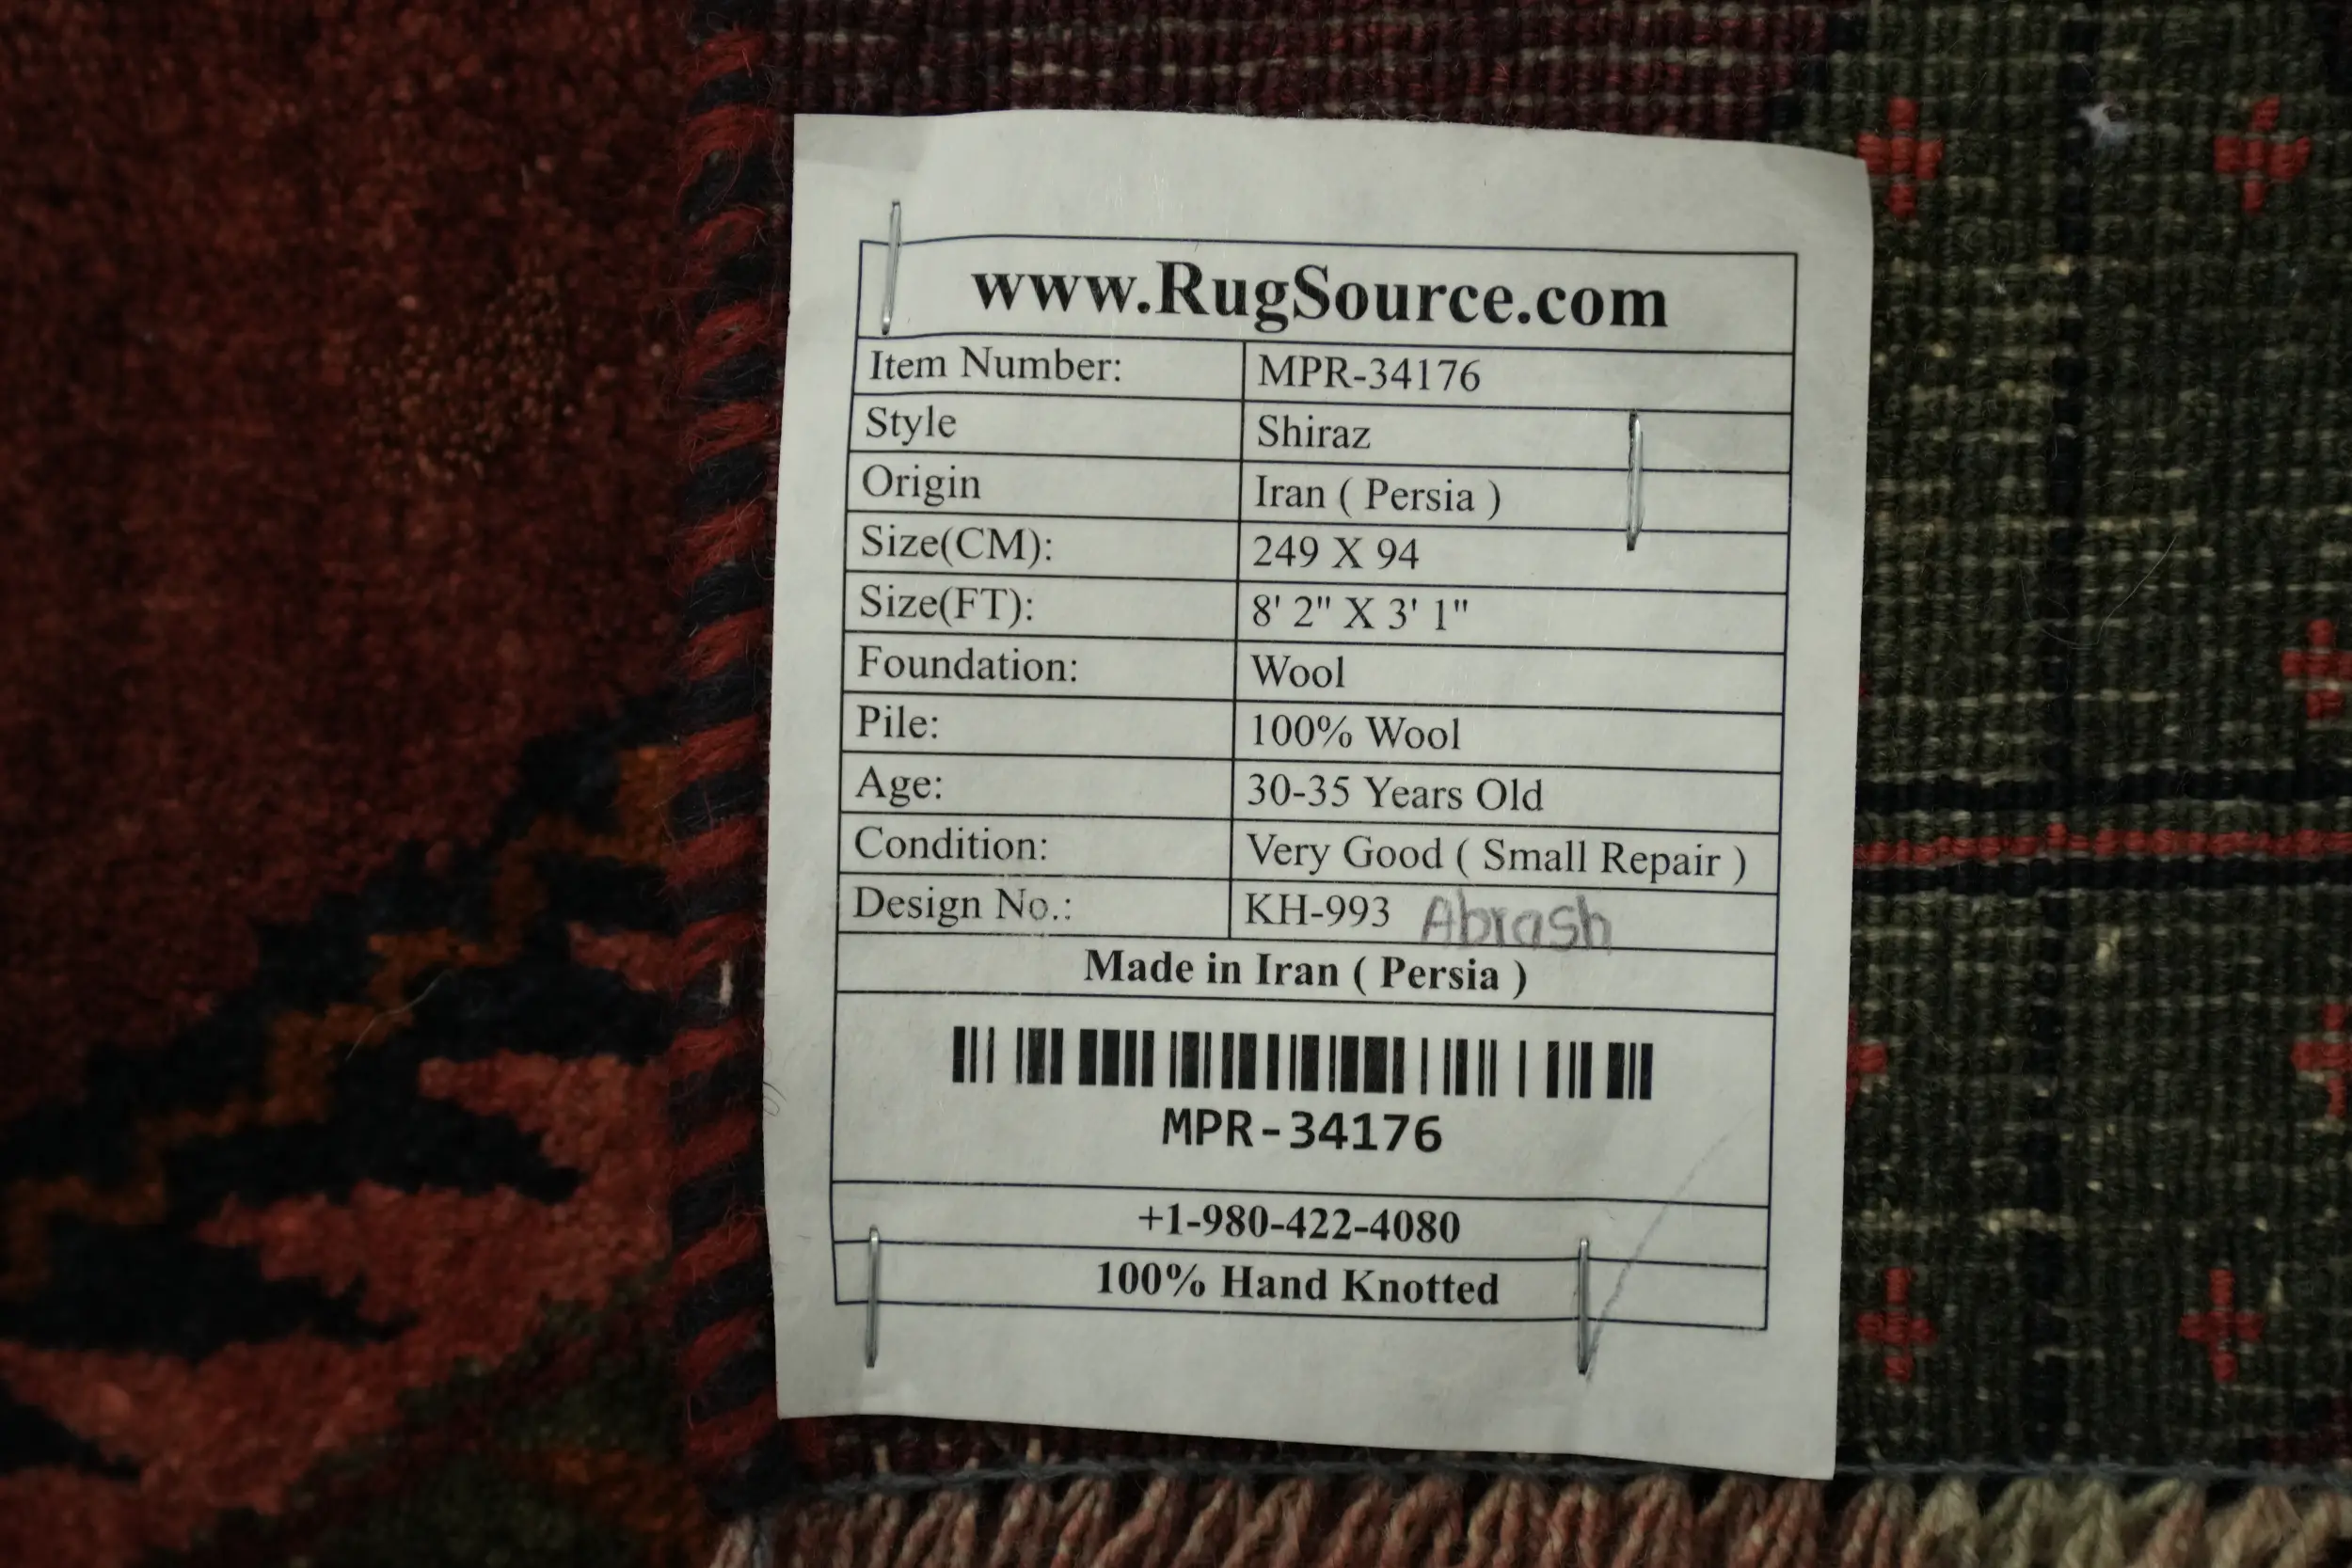 www.RugSource.com
Item Number: MPR-34176
Style Shiraz
Origin Iran ( Persia )
Size(CM): 249 X 94
Size(FT): 8' 2" X 3' 1"
Foundation: Wool
Pile: 100% Wool
Age: 30-35 Years Old
Condition: Very Good ( Small Repair )
Design No.: KH-993 Abrash
Made in Iran ( Persia )
MPR-34176
+1-980-422-4080
100% Hand Knotted